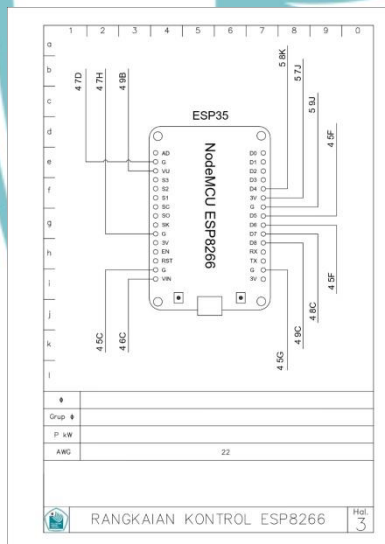 1 2 3 4 5 6 7 8 9 0
a
b
c
d
e
f
g
h
i
j
k
l
4 7D
4 7H
4 9B
5 8K
5 7J
5 9J
4 5F
ESP35
NodeMCU ESP8266
AD D0
G D1
VU D2
S3 D3
S2 D4
S1 3V
SC G
SO D5
SK D6
G D7
3V D8
EN RX
RST TX
G G
VIN 3V
4 5C
4 6C
4 5G
4 9C
4 8C
4 5F
Φ
Grup Φ
P kW
AWG 22
RANGKAIAN KONTROL ESP8266
Hal.
3